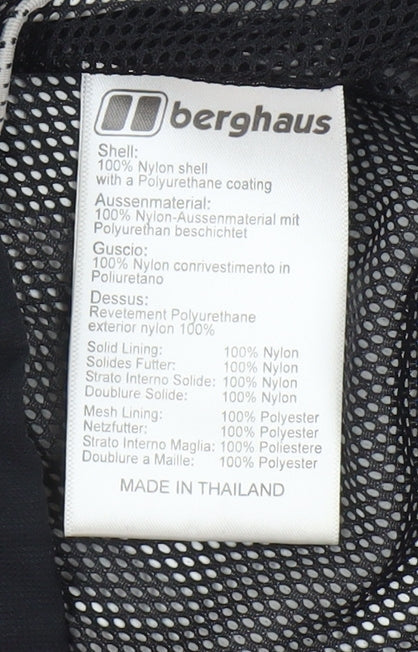 berghaus
Shell:
100% Nylon shell
with a Polyurethane coating
Aussenmaterial:
100% Nylon-Aussenmaterial mit
Polyurethan beschichtet
Guscio:
100% Nylon conrivestimento in
Poliuretano
Dessus:
Revetement Polyurethane
exterior nylon 100%
Solid Lining: 100% Nylon
Solides Futter: 100% Nylon
Strato Interno Solide: 100% Nylon
Doublure Solide: 100% Nylon
Mesh Lining: 100% Polyester
Netzfutter: 100% Polyester
Strato Interno Maglia: 100% Poliestere
Doublure a Maille: 100% Polyester
MADE IN THAILAND